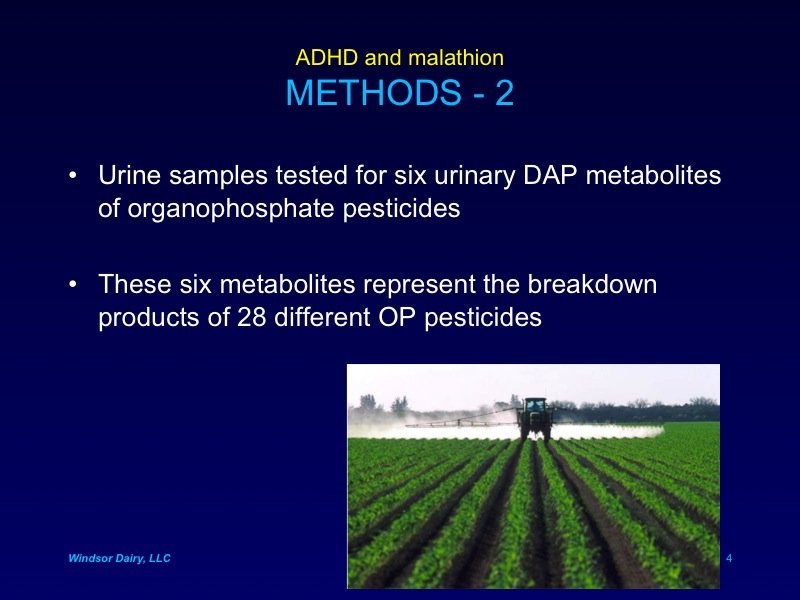 ADHD and malathion
METHODS - 2
• Urine samples tested for six urinary DAP metabolites
of organophosphate pesticides
• These six metabolites represent the breakdown
products of 28 different OP pesticides
Windsor Dairy, LLC
4